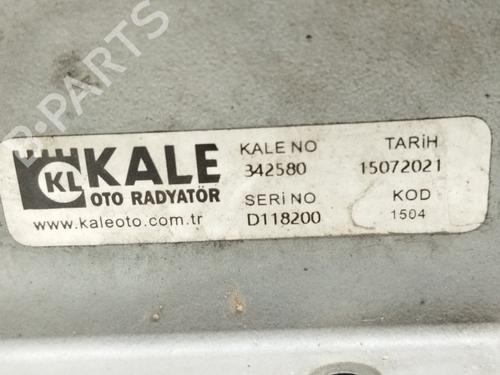 B-PARTS
KL KALE
OTO RADYATÖR
www.kaleoto.com.tr
KALE NO
342580
SERİ NO
D118200
TARİH
15072021
KOD
1504